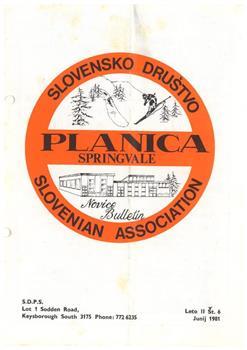 SLOVENSKO DRUŠTVO
PLANICA
SPRINGVALE
Novice
Bulletin
SLOVENIAN ASSOCIATION
S.D.P.S.
Lot 1 Sodden Road,
Keysborough South 3175 Phone: 772 6235
Leto II Št. 6
Junij 1981